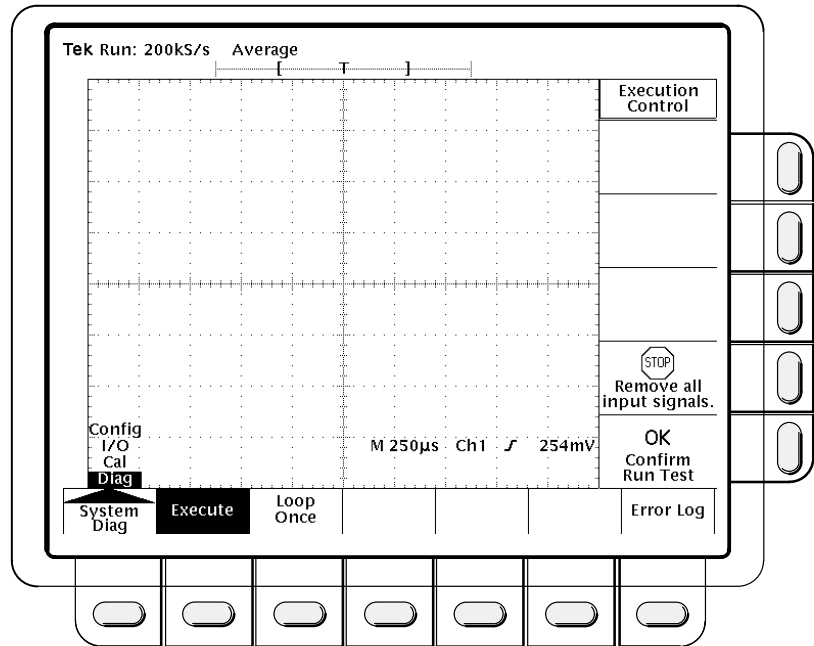 Tek Run: 200kS/s Average
[ T ]
Execution
Control
STOP
Remove all
input signals.
OK
Confirm
Run Test
Config
I/O
Cal
Diag
M 250µs Ch1 254mV
System
Diag
Execute
Loop
Once
Error Log